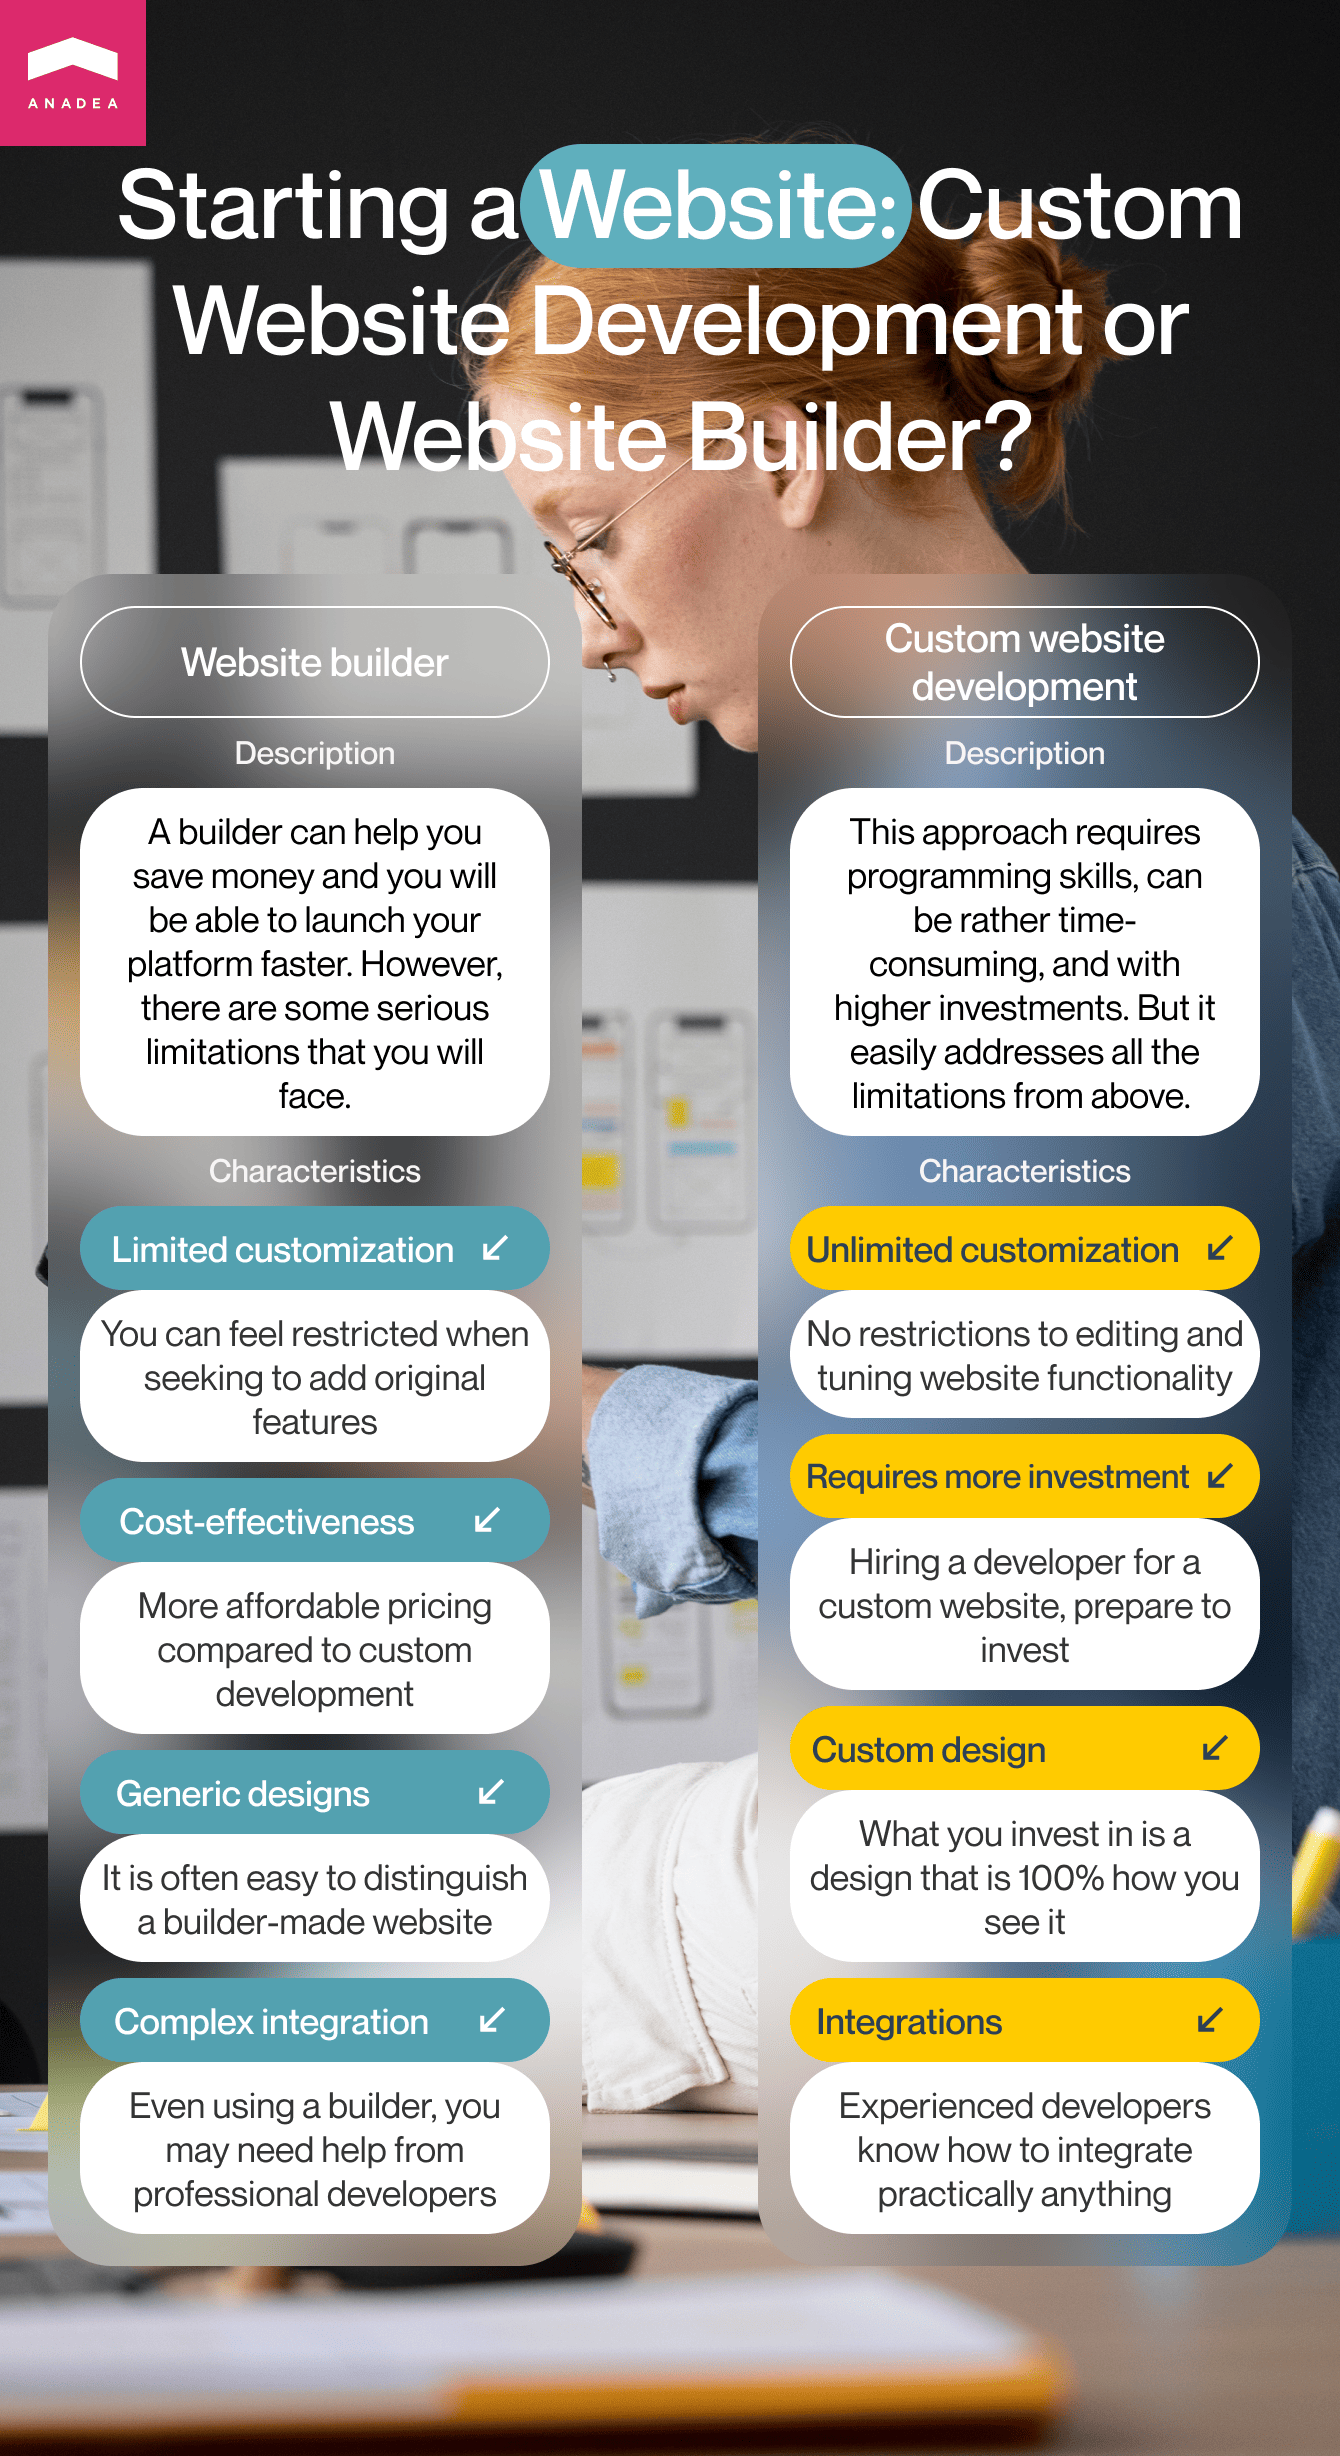 ANADEA
Starting a Website: Custom
Website Development or
Website Builder?
Website builder
Description
A builder can help you
save money and you will
be able to launch your
platform faster. However,
there are some serious
limitations that you will
face.
Characteristics
Limited customization
You can feel restricted when
seeking to add original
features
Cost-effectiveness
More affordable pricing
compared to custom
development
Generic designs
It is often easy to distinguish
a builder-made website
Complex integration
Even using a builder, you
may need help from
professional developers
Custom website
development
Description
This approach requires
programming skills, can
be rather time-
consuming, and with
higher investments. But it
easily addresses all the
limitations from above.
Characteristics
Unlimited customization
No restrictions to editing and
tuning website functionality
Requires more investment
Hiring a developer for a
custom website, prepare to
invest
Custom design
What you invest in is a
design that is 100% how you
see it
Integrations
Experienced developers
know how to integrate
practically anything